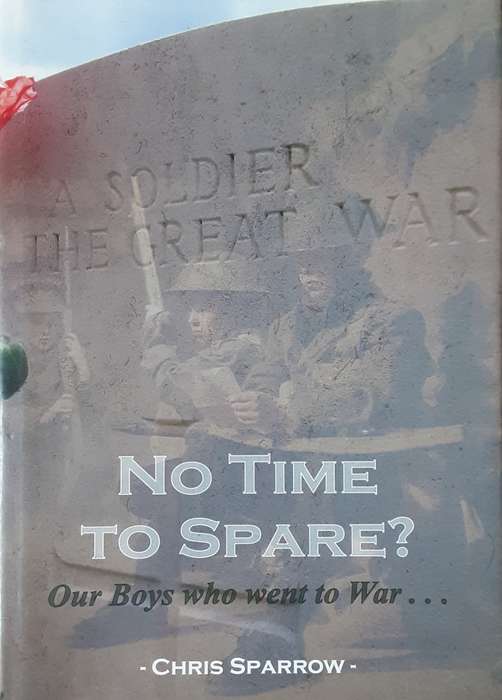 A SOLDIER
THE GREAT WAR
NO TIME
TO SPARE?
Our Boys who went to War . . .
- CHRIS SPARROW -